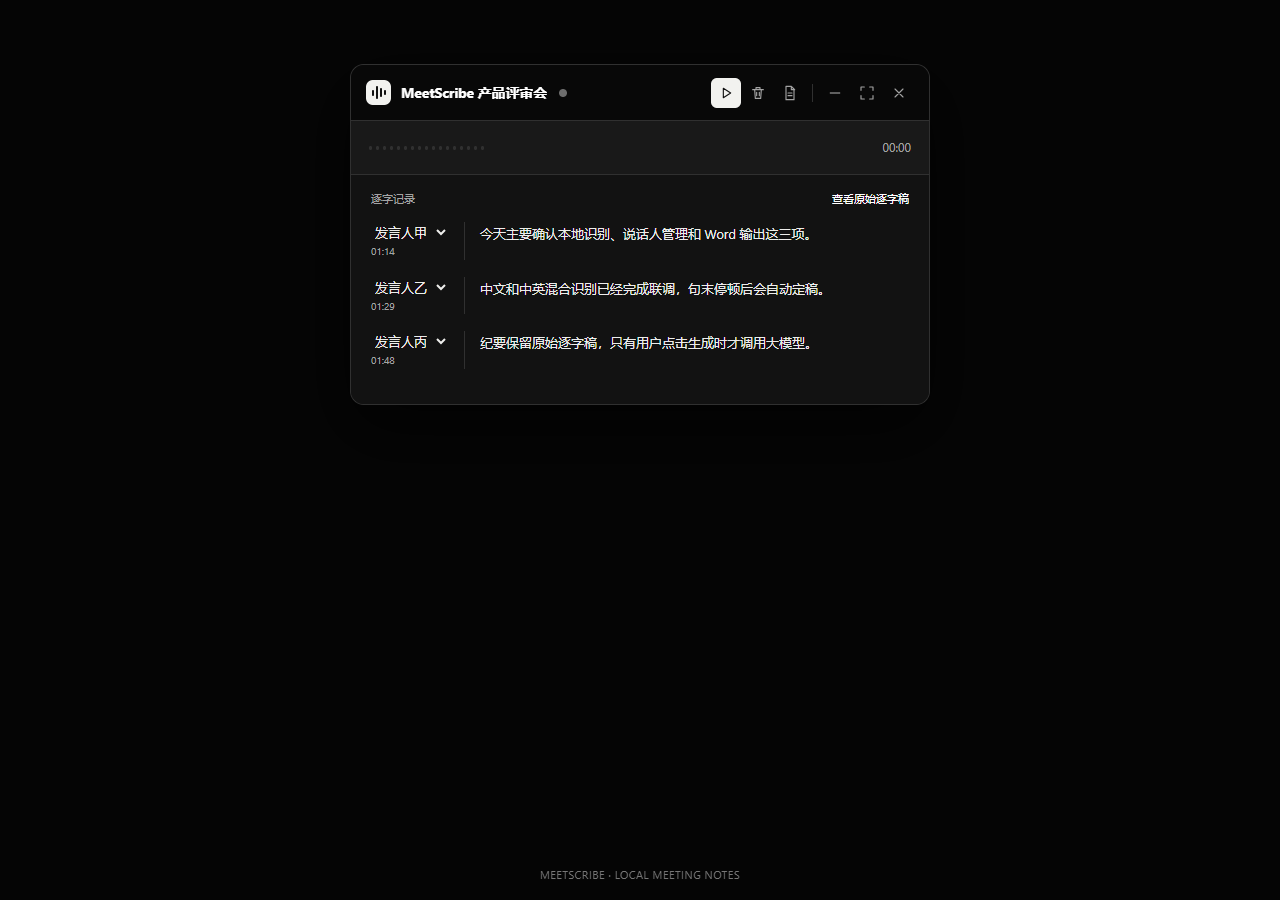 MeetScribe 产品评审会
00:00
逐字记录
查看原始逐字稿
发言人甲
01:14
今天主要确认本地识别、说话人管理和 Word 输出这三项。
发言人乙
01:29
中文和中英混合识别已经完成联调，句末停顿后会自动定稿。
发言人丙
01:48
纪要保留原始逐字稿，只有用户点击生成时才调用大模型。
MEETSCRIBE · LOCAL MEETING NOTES